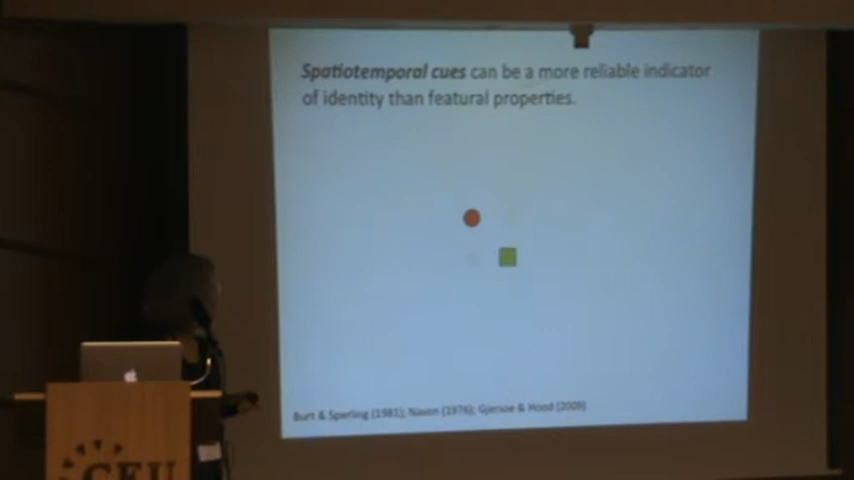 Spatiotemporal cues can be a more reliable indicator
of identity than featural properties.
Burt & Sperling (1981); Navon (1976); Gjersoe & Hood (2009)
CEU